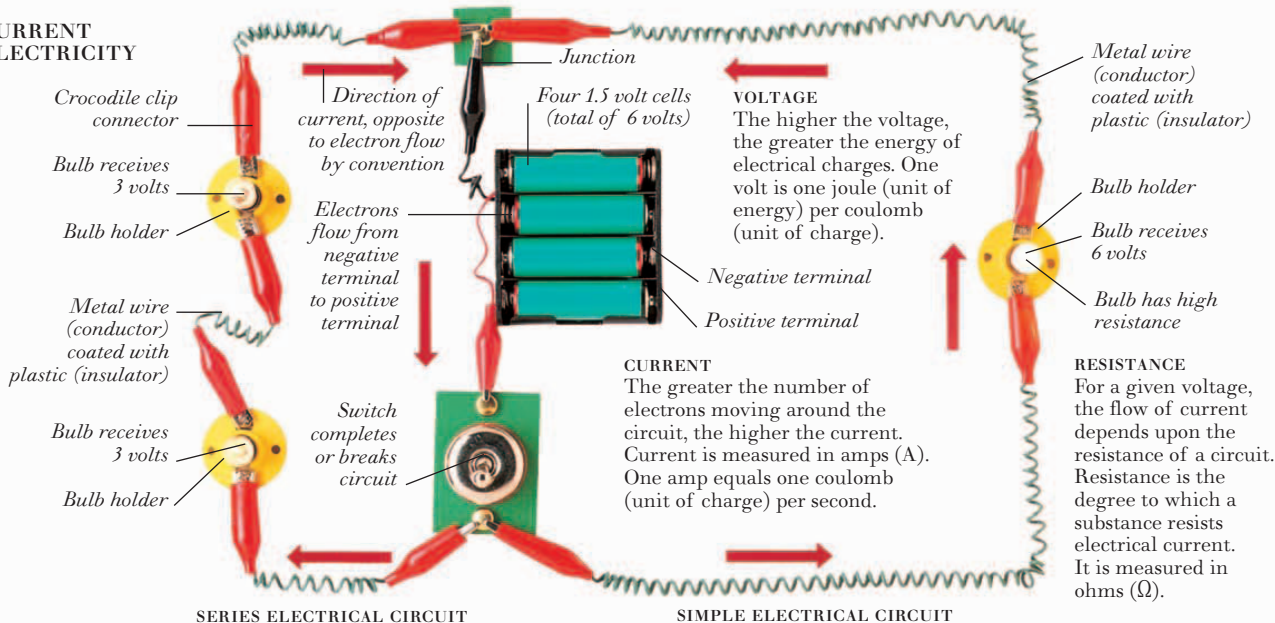 URRENT
LECTRICITY
Crocodile clip
connector
Bulb receives
3 volts
Bulb holder
Metal wire
(conductor)
coated with
plastic (insulator)
Bulb receives
3 volts
Bulb holder
Direction of
current, opposite
to electron flow
by convention
Electrons
flow from
negative
terminal
to positive
terminal
Switch
completes
or breaks
circuit
Junction
Four 1.5 volt cells
(total of 6 volts)
Negative terminal
Positive terminal
VOLTAGE
The higher the voltage,
the greater the energy of
electrical charges. One
volt is one joule (unit of
energy) per coulomb
(unit of charge).
CURRENT
The greater the number of
electrons moving around the
circuit, the higher the current.
Current is measured in amps (A).
One amp equals one coulomb
(unit of charge) per second.
Metal wire
(conductor)
coated with
plastic (insulator)
Bulb holder
Bulb receives
6 volts
Bulb has high
resistance
RESISTANCE
For a given voltage,
the flow of current
depends upon the
resistance of a circuit.
Resistance is the
degree to which a
substance resists
electrical current.
It is measured in
ohms (Ω).
SERIES ELECTRICAL CIRCUIT
SIMPLE ELECTRICAL CIRCUIT